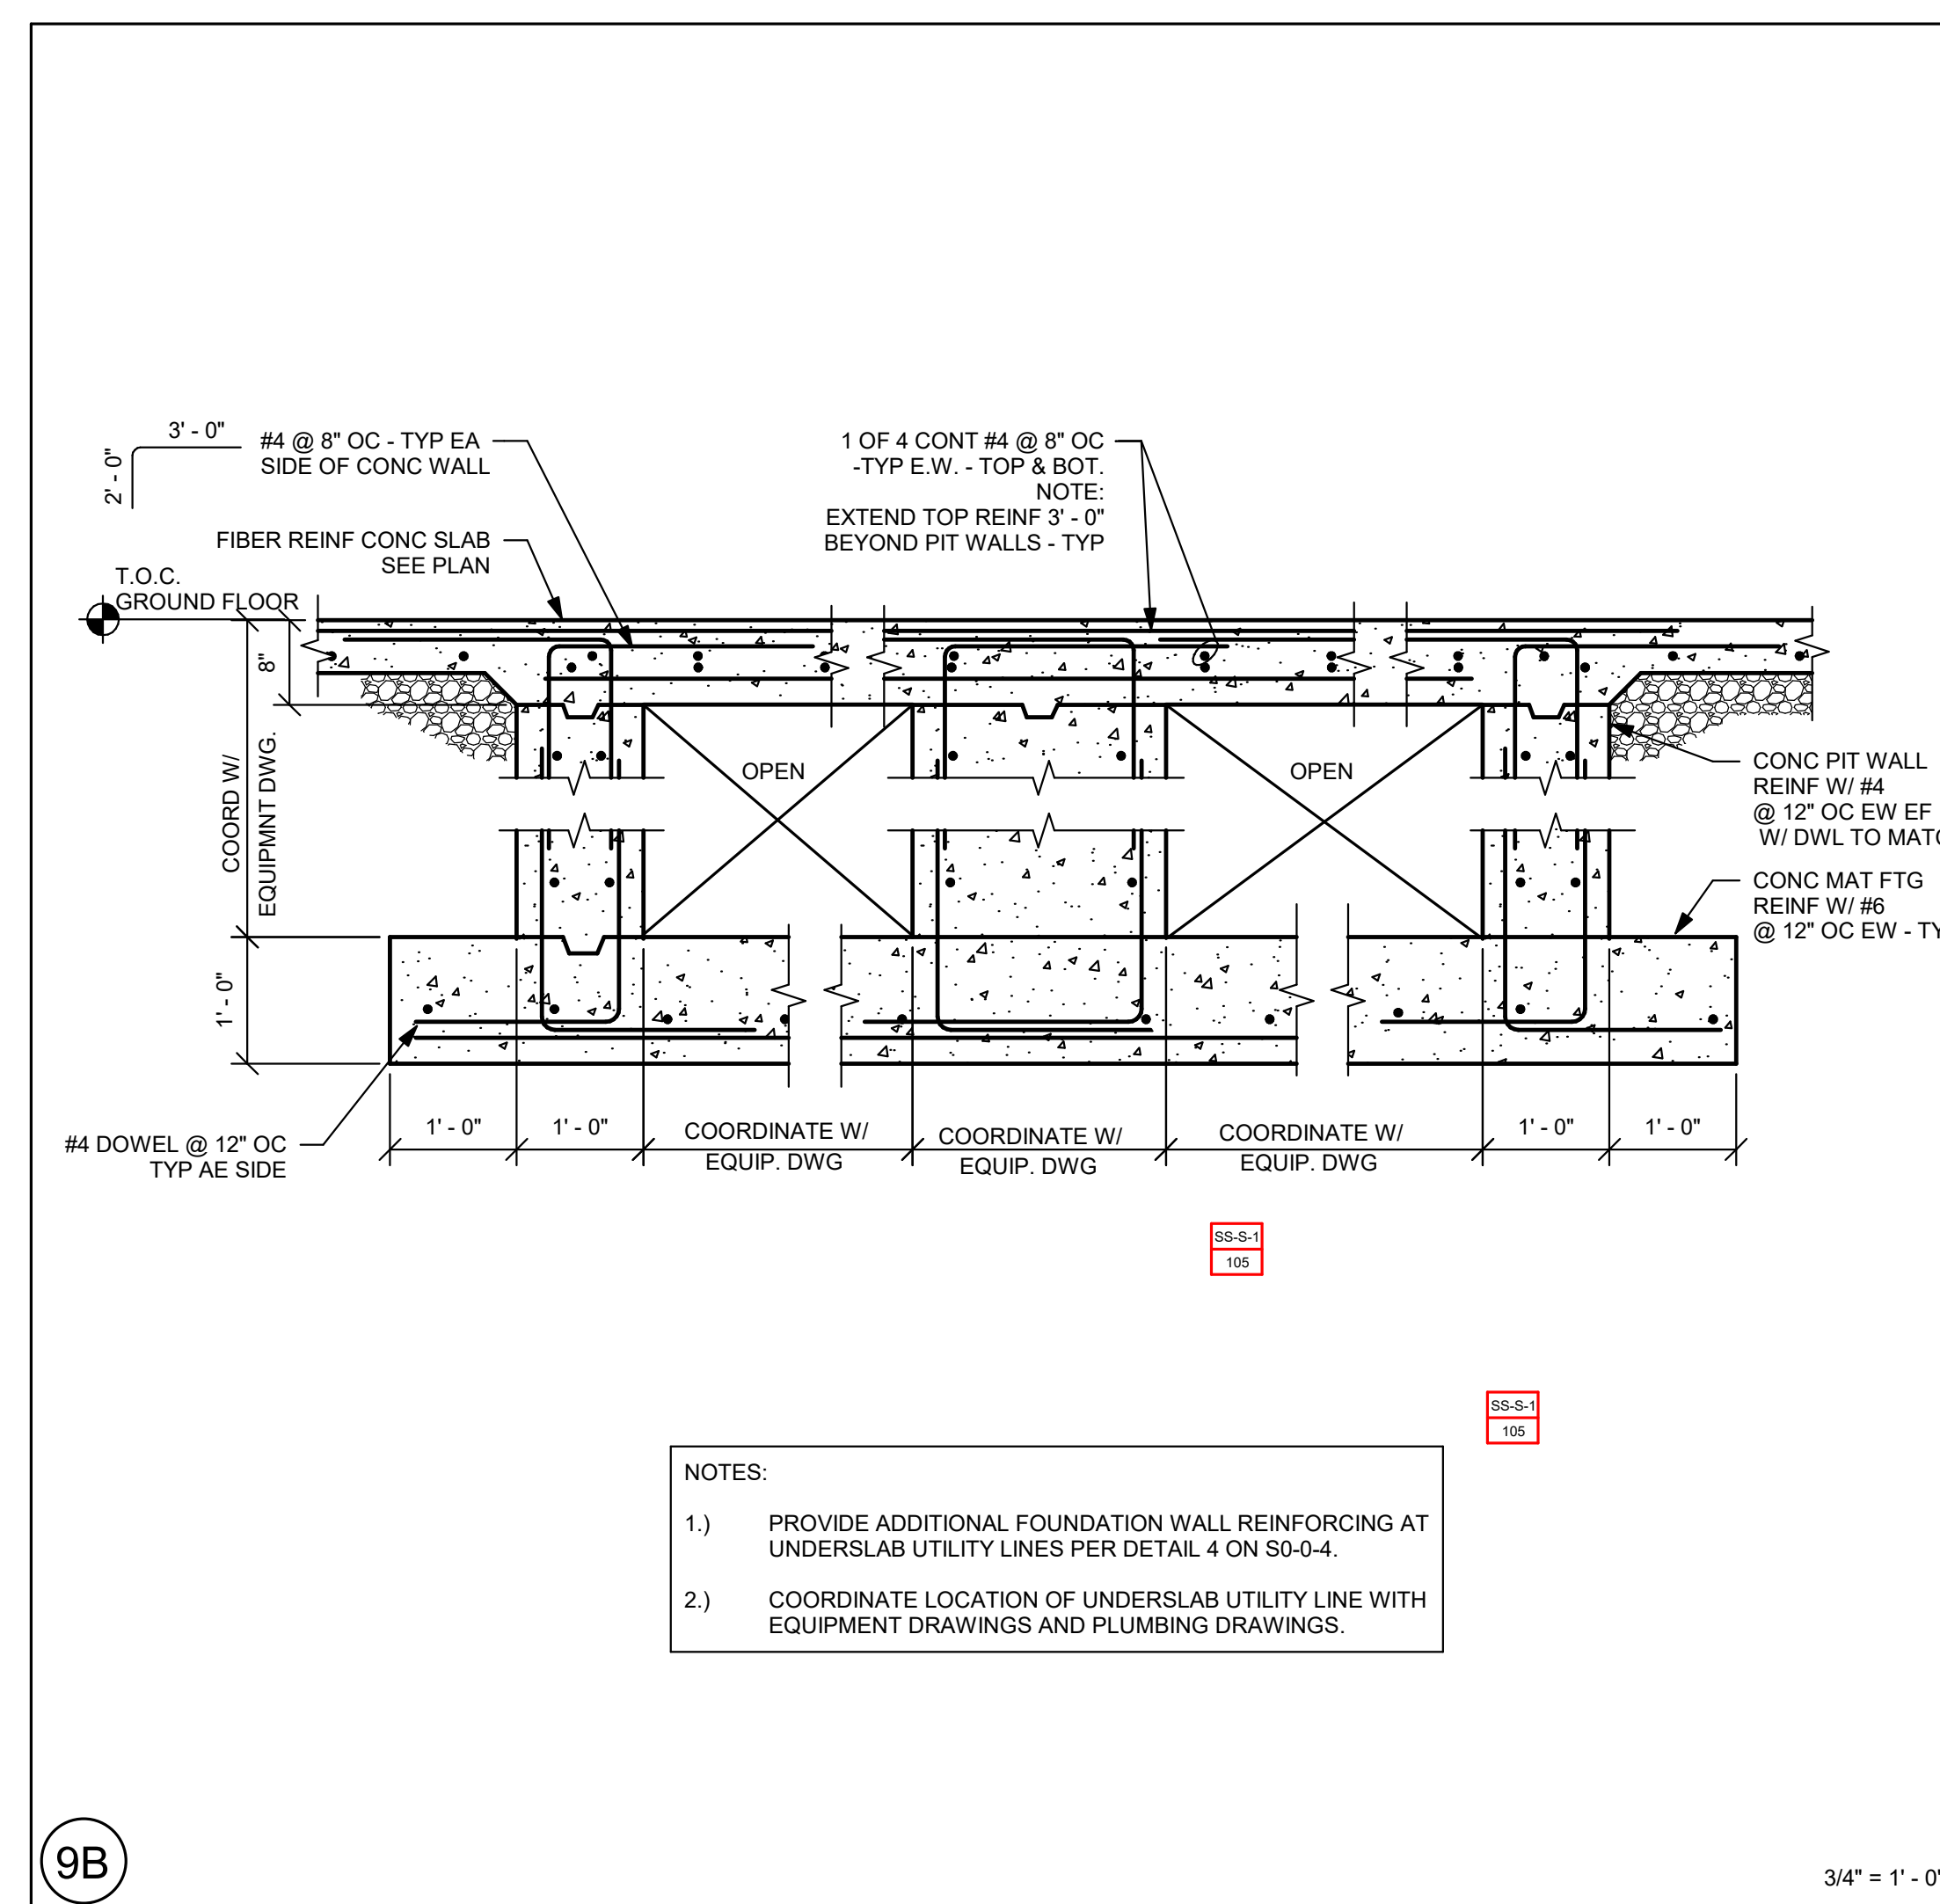 3' - 0"
2' - 0"
#4 @ 8" OC - TYP EA
SIDE OF CONC WALL
1 OF 4 CONT #4 @ 8" OC
-TYP E.W. - TOP & BOT.
NOTE:
EXTEND TOP REINF 3' - 0"
BEYOND PIT WALLS - TYP
FIBER REINF CONC SLAB
SEE PLAN
T.O.C.
GROUND FLOOR
8"
COORD W/
EQUIPMNT DWG.
1' - 0"
OPEN
OPEN
CONC PIT WALL
REINF W/ #4
@ 12" OC EW EF
W/ DWL TO
CONC MAT FTG
REINF W/ #6
@ 12" OC EW -
#4 DOWEL @ 12" OC
TYP AE SIDE
1' - 0"
1' - 0"
COORDINATE W/
EQUIP. DWG
COORDINATE W/
EQUIP. DWG
COORDINATE W/
EQUIP. DWG
1' - 0"
1' - 0"
SS-S-1
105
SS-S-1
105
NOTES:
1.) PROVIDE ADDITIONAL FOUNDATION WALL REINFORCING AT
UNDERSLAB UTILITY LINES PER DETAIL 4 ON S0-0-4.
2.) COORDINATE LOCATION OF UNDERSLAB UTILITY LINE WITH
EQUIPMENT DRAWINGS AND PLUMBING DRAWINGS.
9B
3/4" = 1' - 0"